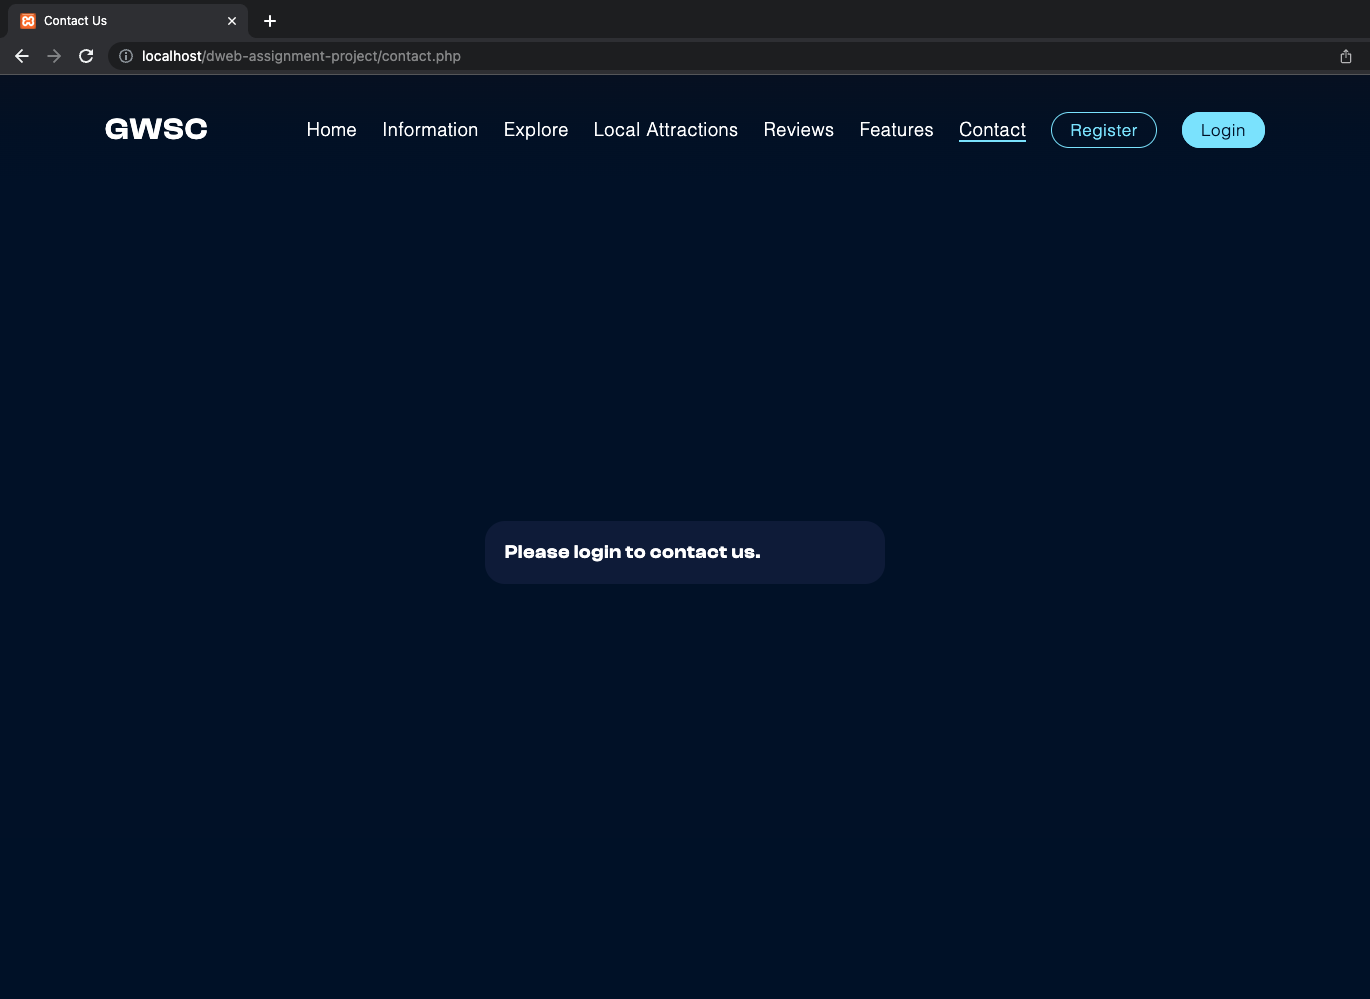 Contact Us
localhost/dweb-assignment-project/contact.php
GWSC Home Information Explore Local Attractions Reviews Features Contact Register Login
Please login to contact us.